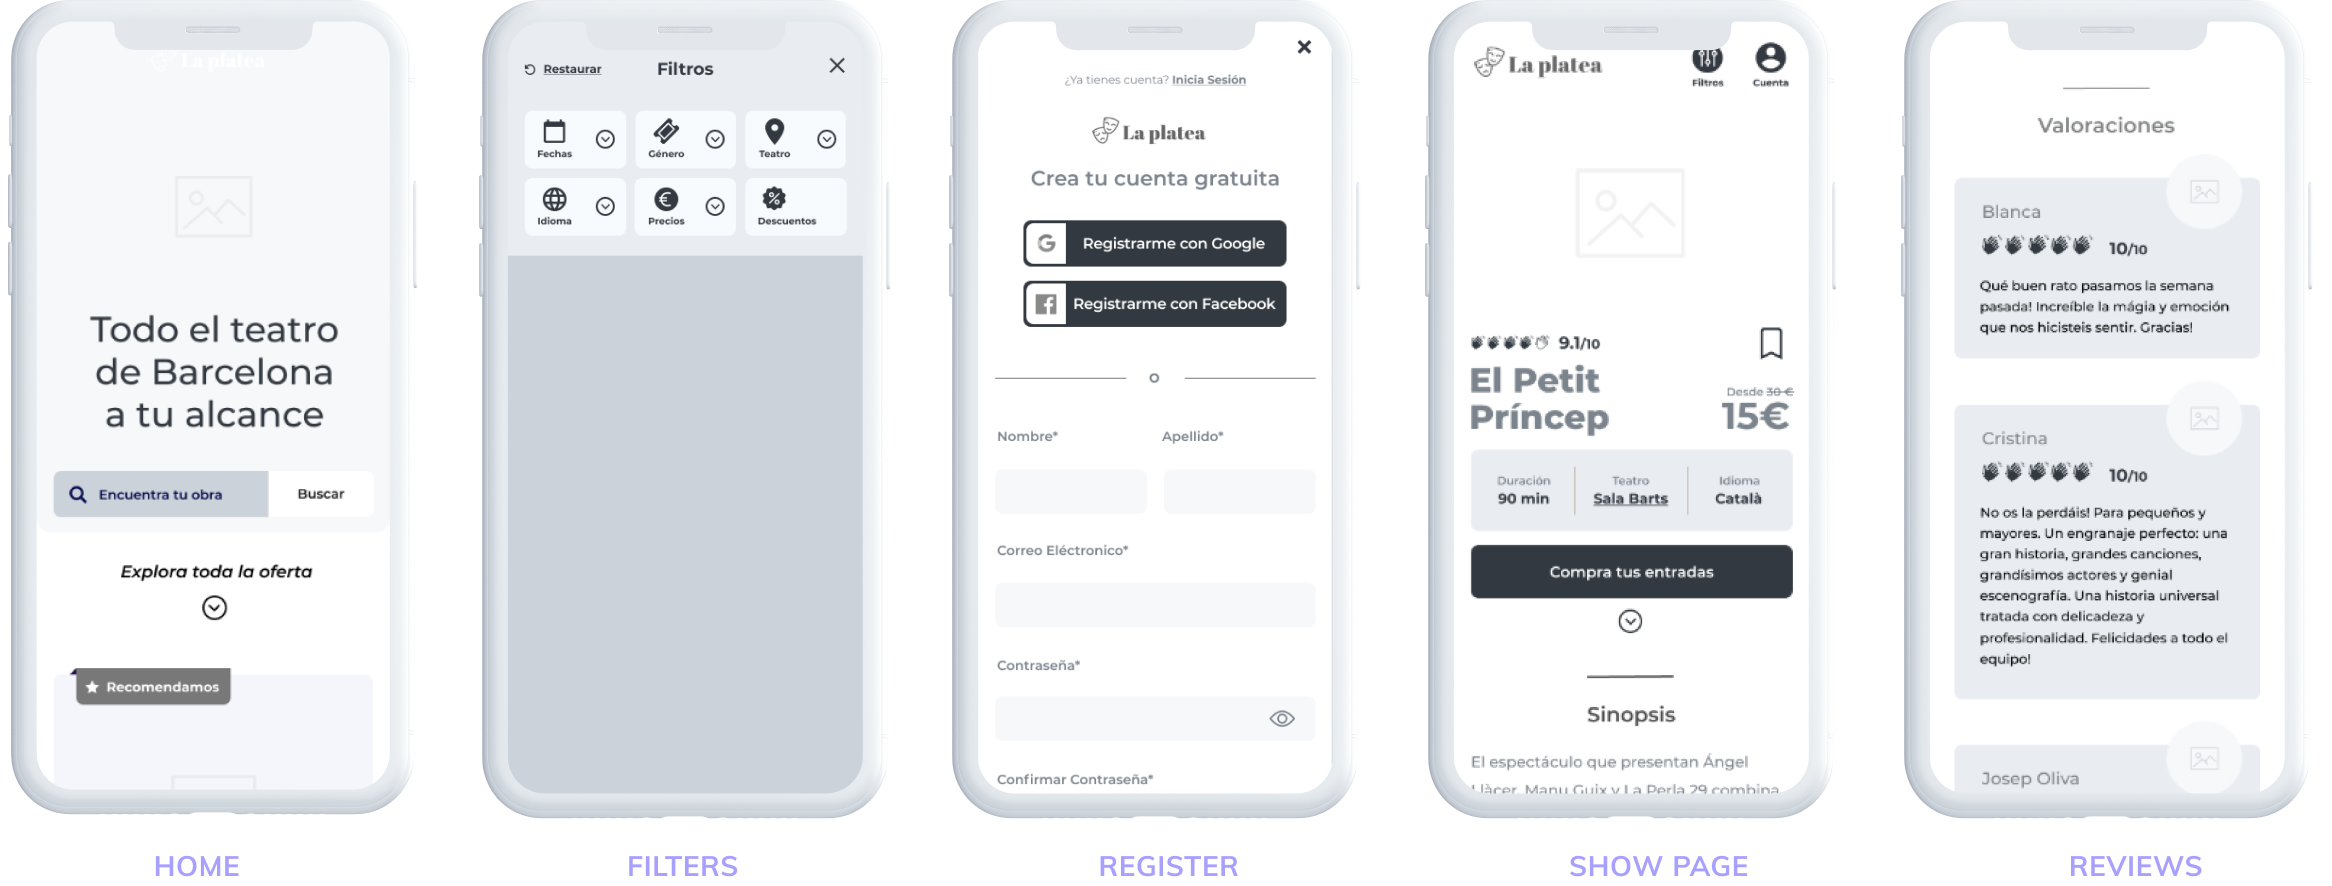 La platea
Todo el teatro
de Barcelona
a tu alcance
Encuentra tu obra
Buscar
Explora toda la oferta
Recomendamos
HOME
Restaurar
Filtros
Fechas
Género
Teatro
Idioma
Precios
Descuentos
FILTERS
¿Ya tienes cuenta? Inicia Sesión
La platea
Crea tu cuenta gratuita
G Registrarme con Google
Registrarme con Facebook
o
Nombre*
Apellido*
Correo Eléctronico*
Contraseña*
Confirmar Contraseña*
REGISTER
La platea
Filtros
Cuenta
9.1/10
El Petit
Príncep
Desde 30 €
15€
Duración
90 min
Teatro
Sala Barts
Idioma
Català
Compra tus entradas
Sinopsis
El espectáculo que presentan Ángel
Llàcer, Manu Guix y La Perla 29 combina
SHOW PAGE
Valoraciones
Blanca
10/10
Qué buen rato pasamos la semana
pasada! Increíble la mágia y emoción
que nos hicisteis sentir. Gracias!
Cristina
10/10
No os la perdáis! Para pequeños y
mayores. Un engranaje perfecto: una
gran historia, grandes canciones,
grandísimos actores y genial
escenografía. Una historia universal
tratada con delicadeza y
profesionalidad. Felicidades a todo el
equipo!
Josep Oliva
REVIEWS